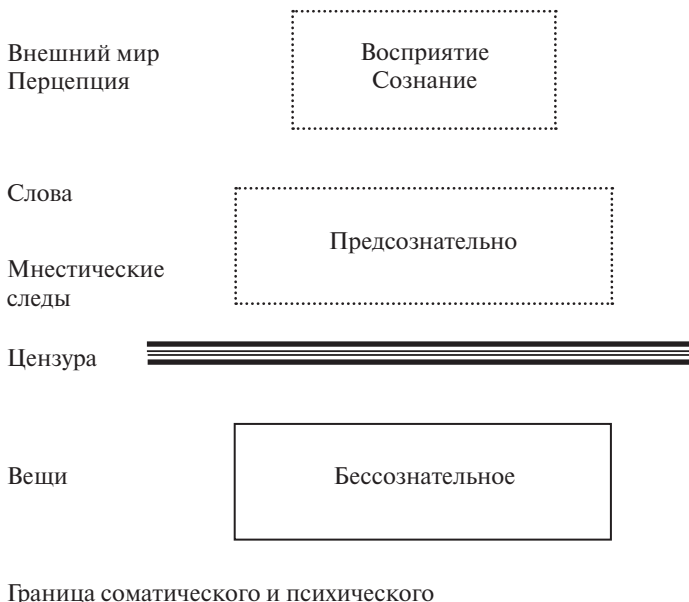 Внешний мир
Перцепция
Восприятие
Сознание
Слова
Предсознательно
Мнестические
следы
Цензура
Вещи
Бессознательное
Граница соматического и психического